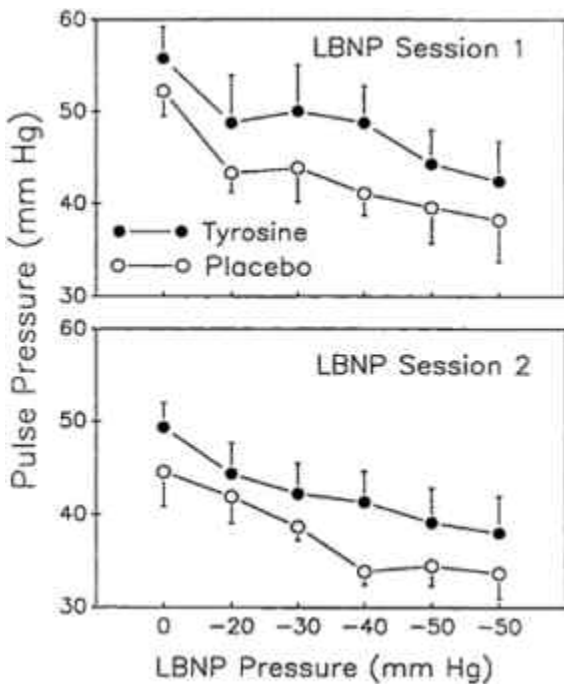 60
LBNP Session 1
50
40
Tyrosine
Placebo
30
60
LBNP Session 2
50
40
30
0 -20 -30 -40 -50 -50
LBNP Pressure (mm Hg)
Pulse Pressure (mm Hg)